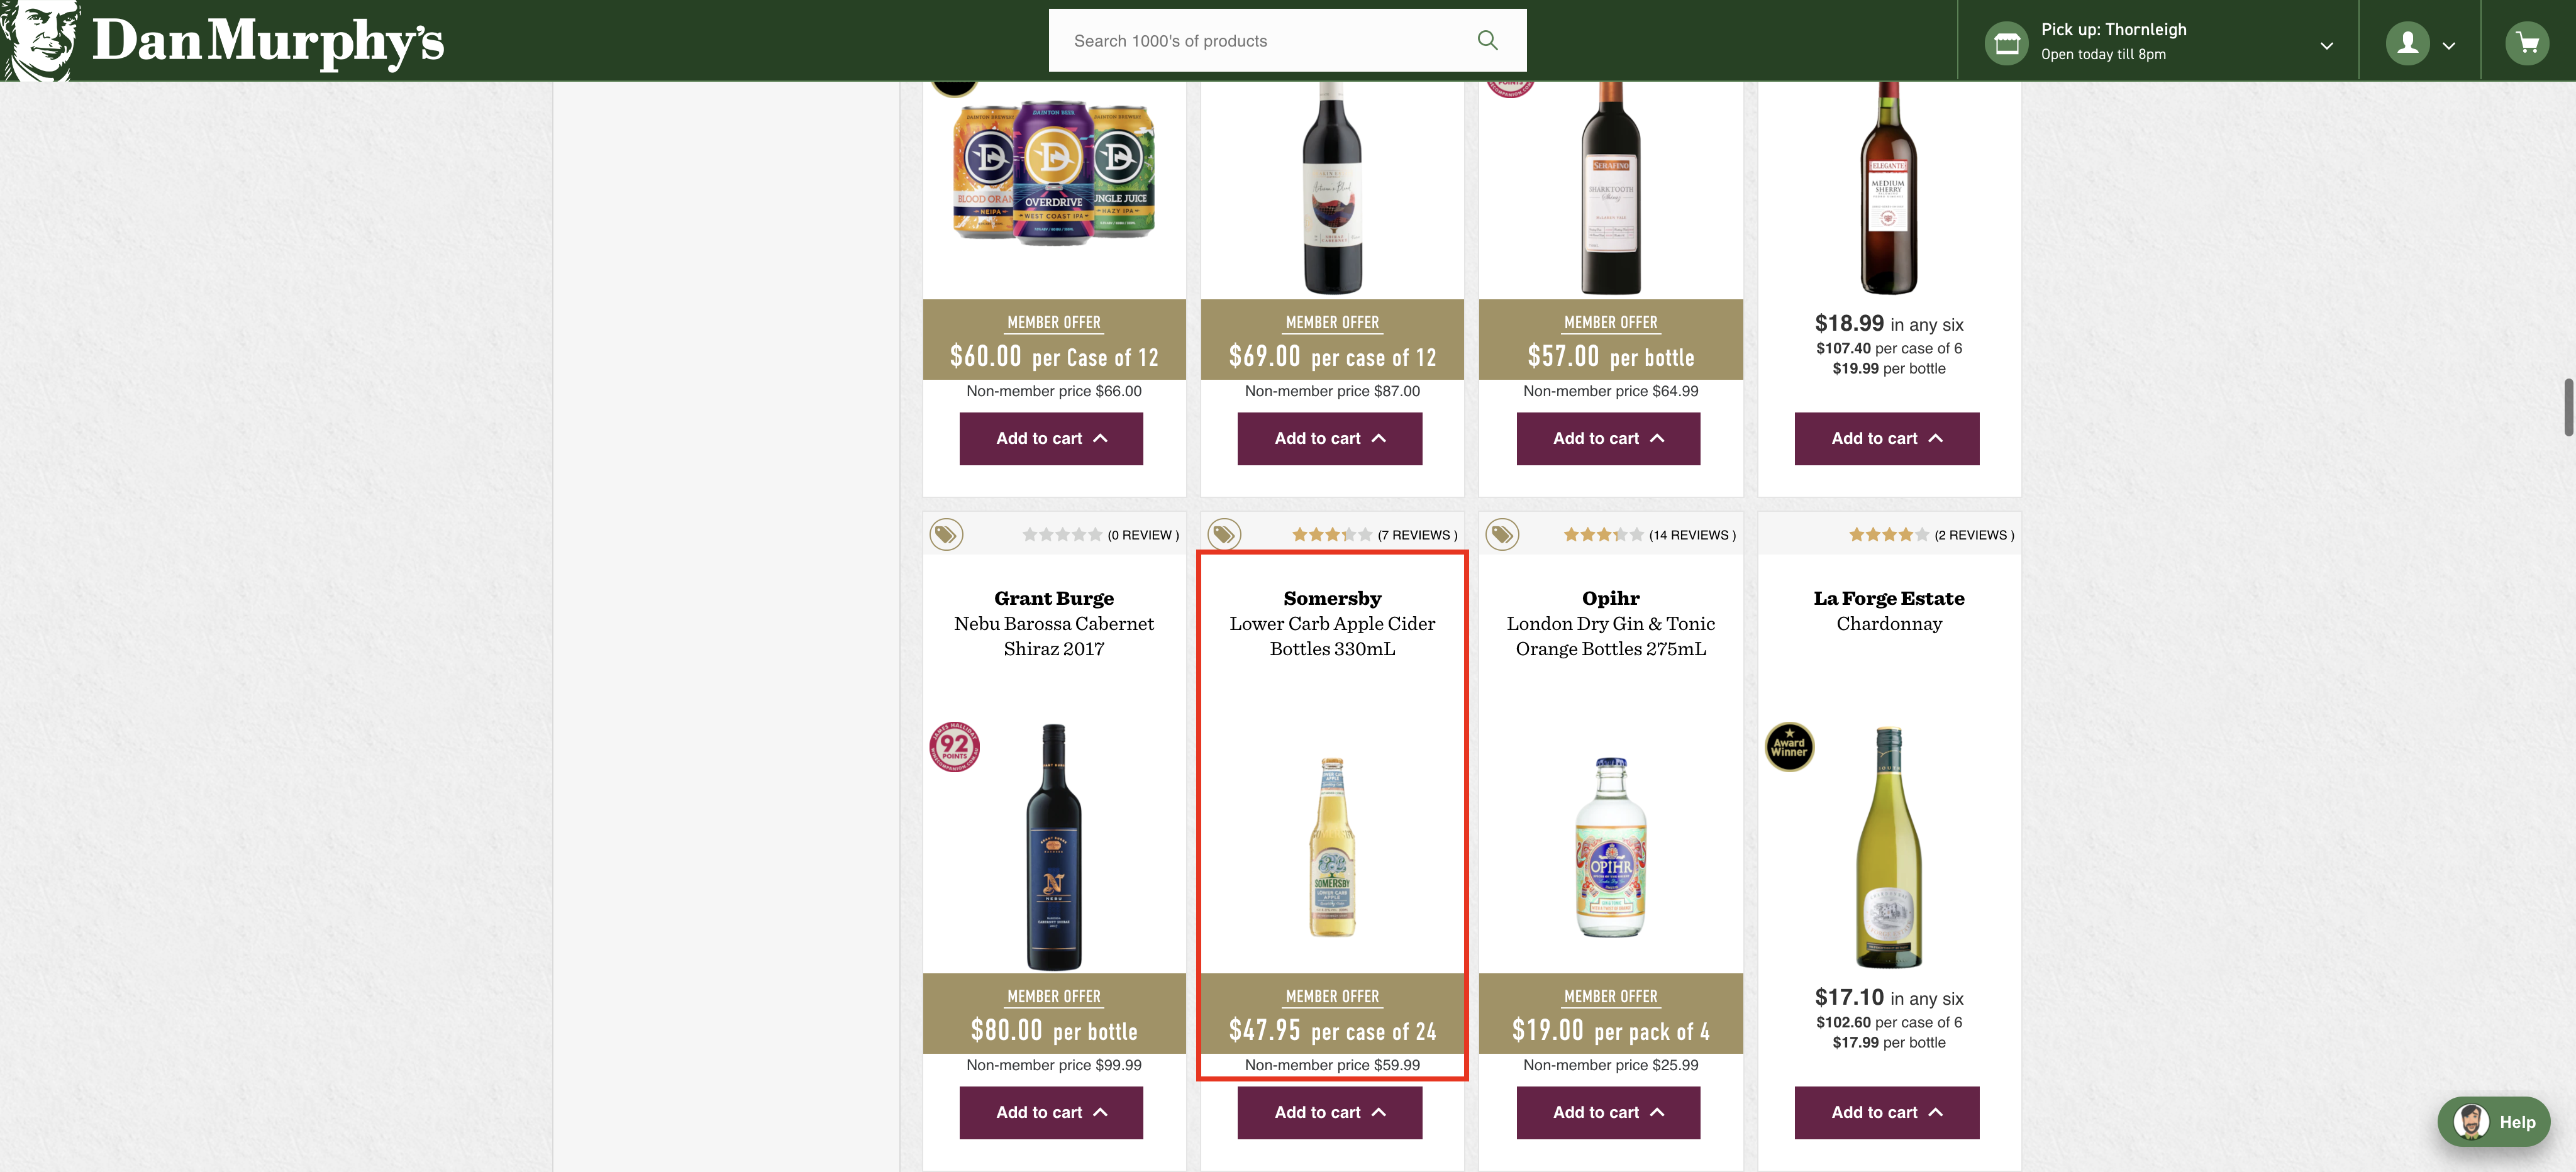 Dan Murphy's
Search 1000's of products
Pick up: Thornleigh
Open today till 8pm
POINTS
DAINTON BEER
BLOOD ORAN
NEIPA
OVERDRIVE
WEST COAST IPA
UNGLE JUICE
HAZY IPA
SERAFINO
SHARKTOOTH
Shiraz
ELEGANTE
MEDIUM
SHERRY
MEMBER OFFER
$60.00 per Case of 12
Non-member price $66.00
Add to cart
MEMBER OFFER
$69.00 per case of 12
Non-member price $87.00
Add to cart
MEMBER OFFER
$57.00 per bottle
Non-member price $64.99
Add to cart
$18.99 in any six
$107.40 per case of 6
$19.99 per bottle
Add to cart
(0 REVIEW )
Grant Burge
Nebu Barossa Cabernet
Shiraz 2017
92
POINTS
N
NEBU
MEMBER OFFER
$80.00 per bottle
Non-member price $99.99
Add to cart
(7 REVIEWS )
Somersby
Lower Carb Apple Cider
Bottles 330mL
SOMERSBY
LOWER CARB
APPLE
MEMBER OFFER
$47.95 per case of 24
Non-member price $59.99
Add to cart
(14 REVIEWS )
Opihr
London Dry Gin & Tonic
Orange Bottles 275mL
OPIHR
MEMBER OFFER
$19.00 per pack of 4
Non-member price $25.99
Add to cart
(2 REVIEWS )
La Forge Estate
Chardonnay
Award
Winner
$17.10 in any six
$102.60 per case of 6
$17.99 per bottle
Add to cart
Help